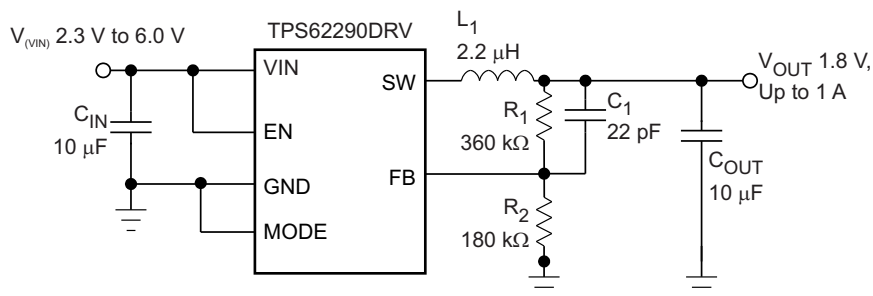 TPS62290DRV
L1
2.2 μH
V(VIN) 2.3 V to 6.0 V
VIN
SW
VOUT 1.8 V,
Up to 1 A
CIN
10 μF
EN
R1
360 kΩ
C1
22 pF
COUT
10 μF
GND
FB
MODE
R2
180 kΩ